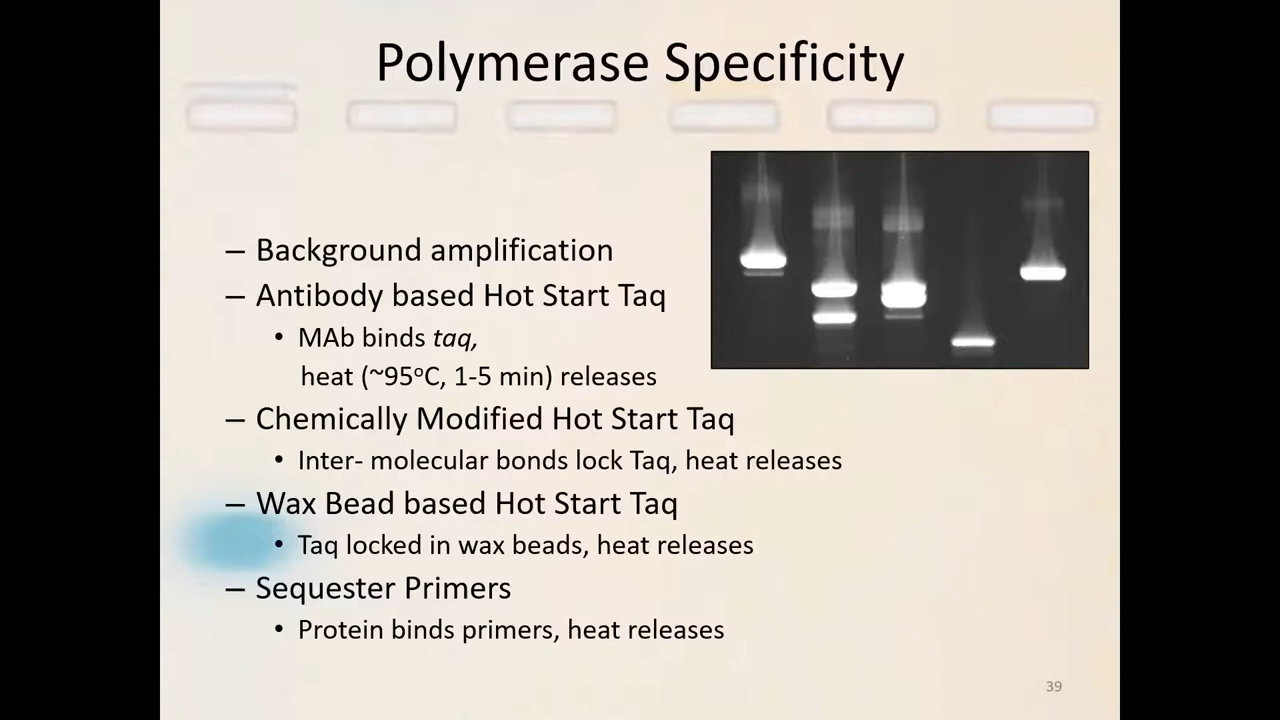 Polymerase Specificity
– Background amplification
– Antibody based Hot Start Taq
• MAb binds taq,
heat (~95°C, 1-5 min) releases
– Chemically Modified Hot Start Taq
• Inter- molecular bonds lock Taq, heat releases
– Wax Bead based Hot Start Taq
• Taq locked in wax beads, heat releases
– Sequester Primers
• Protein binds primers, heat releases
39